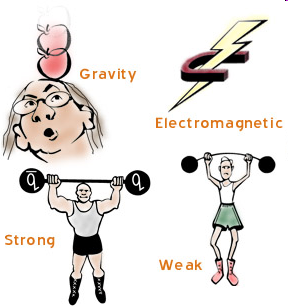 Gravity
Electromagnetic
q̅ q
Strong
Weak